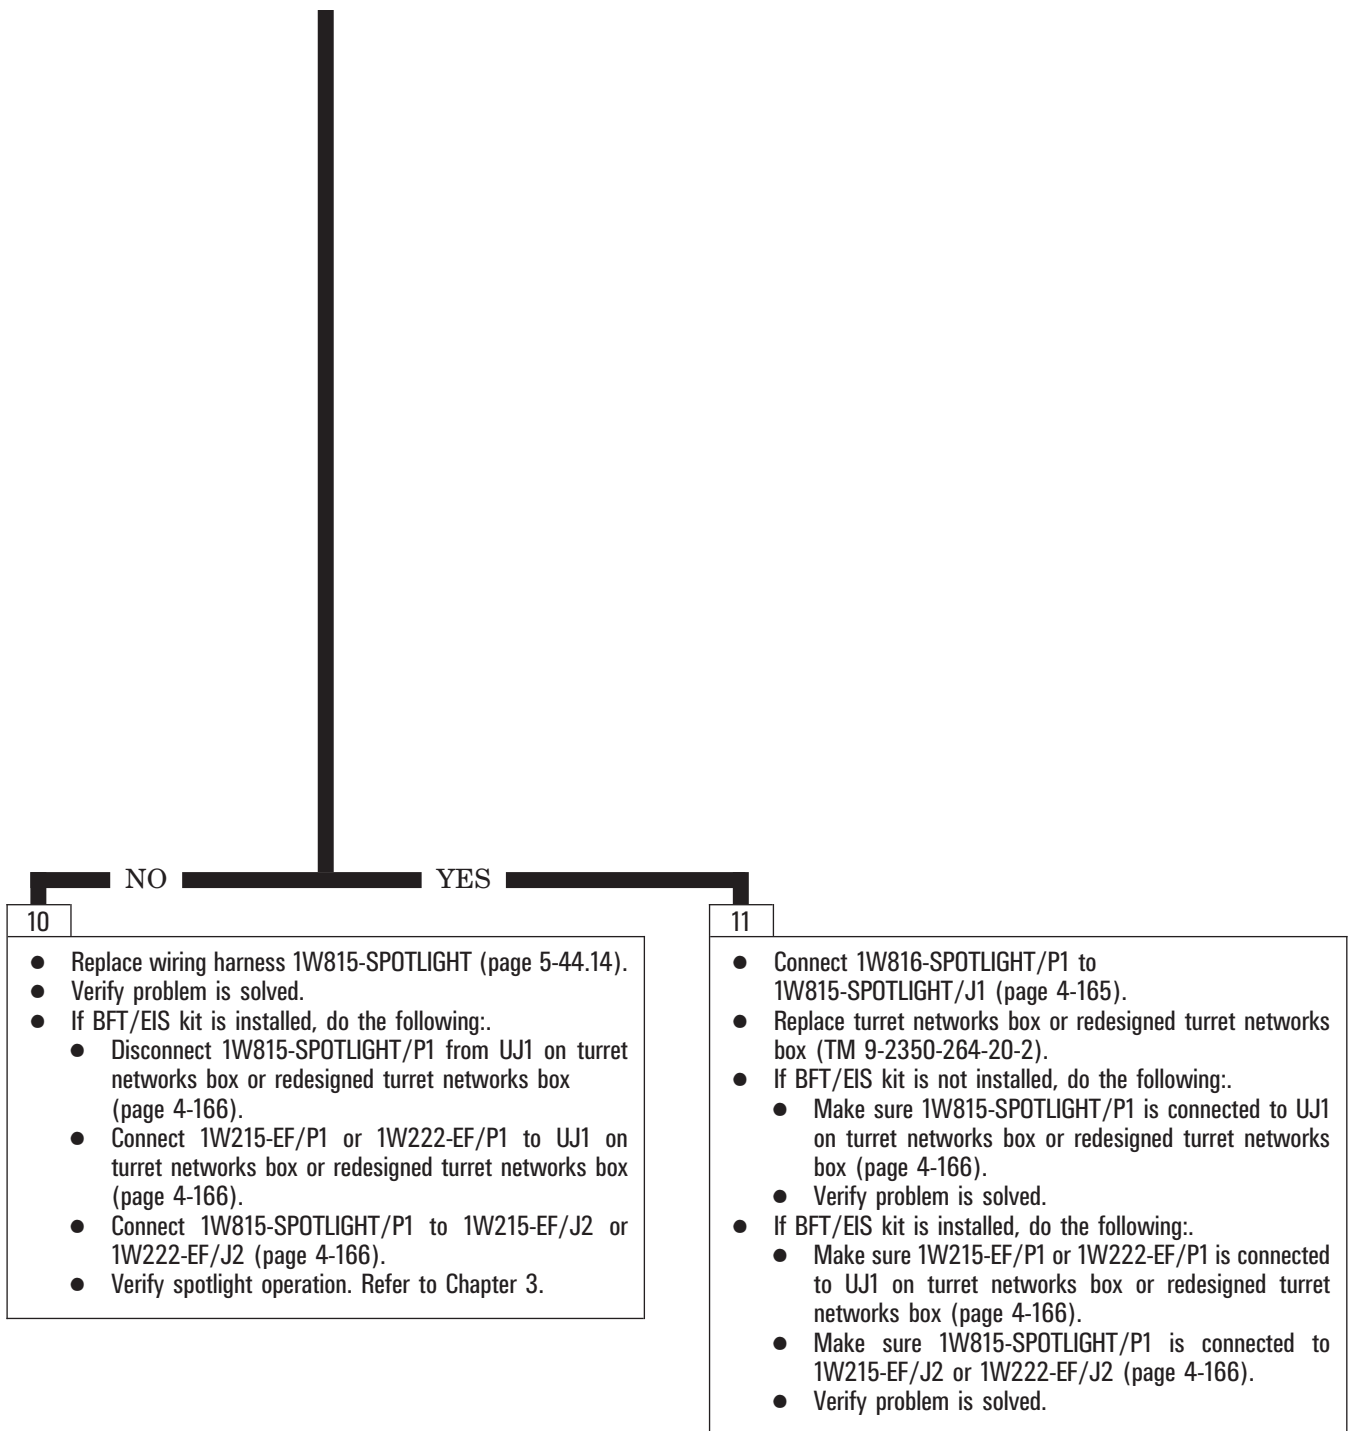 NO
YES
10
● Replace wiring harness 1W815-SPOTLIGHT (page 5-44.14).
● Verify problem is solved.
● If BFT/EIS kit is installed, do the following:.
● Disconnect 1W815-SPOTLIGHT/P1 from UJ1 on turret
networks box or redesigned turret networks box
(page 4-166).
● Connect 1W215-EF/P1 or 1W222-EF/P1 to UJ1 on
turret networks box or redesigned turret networks box
(page 4-166).
● Connect 1W815-SPOTLIGHT/P1 to 1W215-EF/J2 or
1W222-EF/J2 (page 4-166).
● Verify spotlight operation. Refer to Chapter 3.
11
● Connect 1W816-SPOTLIGHT/P1 to
1W815-SPOTLIGHT/J1 (page 4-165).
● Replace turret networks box or redesigned turret networks
box (TM 9-2350-264-20-2).
● If BFT/EIS kit is not installed, do the following:.
● Make sure 1W815-SPOTLIGHT/P1 is connected to UJ1
on turret networks box or redesigned turret networks
box (page 4-166).
● Verify problem is solved.
● If BFT/EIS kit is installed, do the following:.
● Make sure 1W215-EF/P1 or 1W222-EF/P1 is connected
to UJ1 on turret networks box or redesigned turret
networks box (page 4-166).
● Make sure 1W815-SPOTLIGHT/P1 is connected to
1W215-EF/J2 or 1W222-EF/J2 (page 4-166).
● Verify problem is solved.